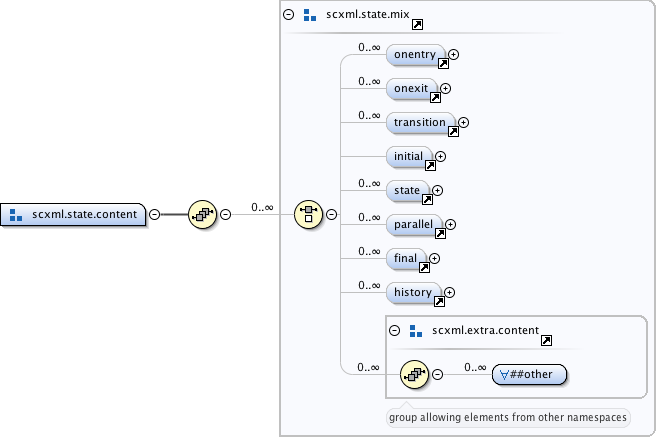 scxml.state.mix
0..∞ onentry
0..∞ onexit
0..∞ transition
initial
0..∞ state
0..∞ parallel
0..∞ final
0..∞ history
scxml.state.content
0..∞
scxml.extra.content
0..∞ 0..∞ ∀##other
group allowing elements from other namespaces